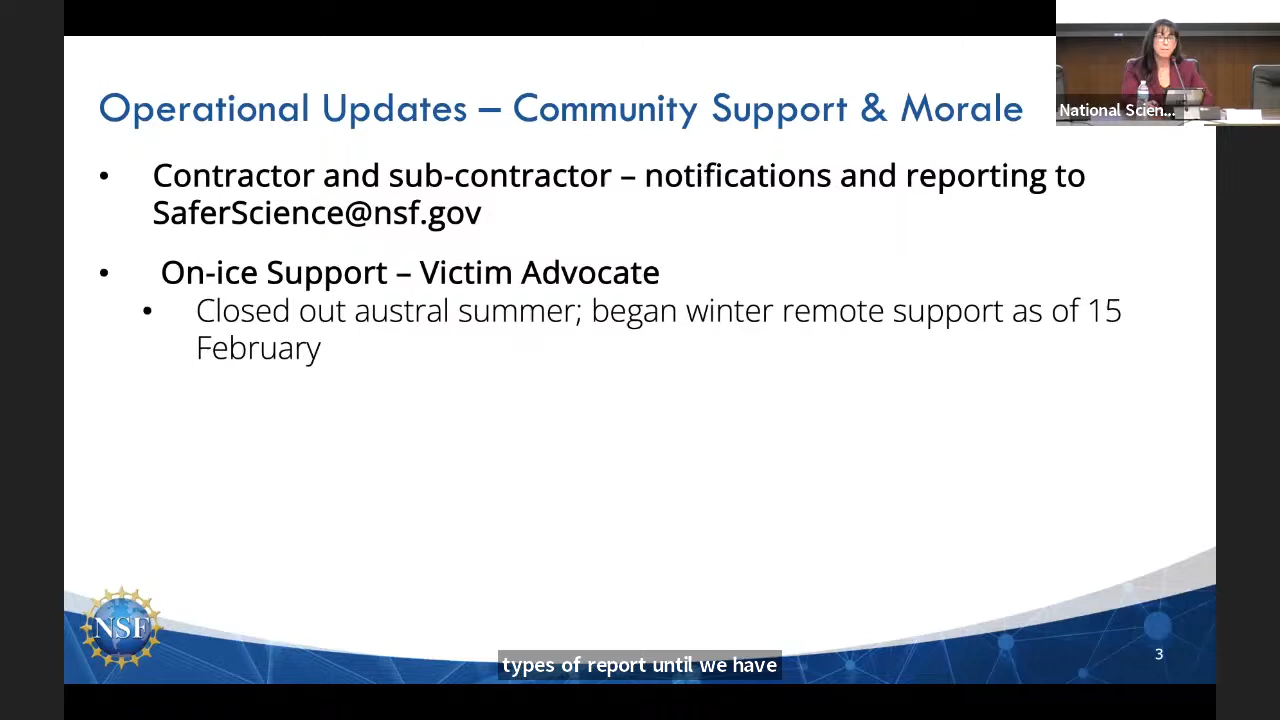 Operational Updates – Community Support & Morale
National Scien...
• Contractor and sub-contractor – notifications and reporting to
SaferScience@nsf.gov
• On-ice Support – Victim Advocate
• Closed out austral summer; began winter remote support as of 15
February
NSF
types of report until we have
3